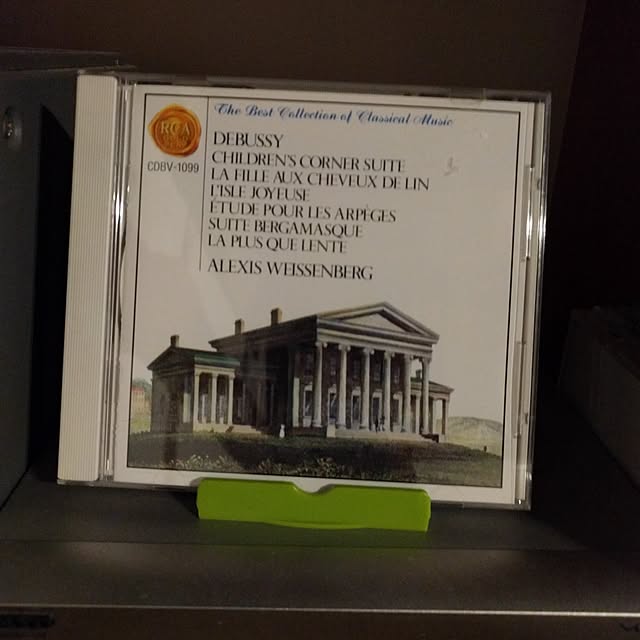 The Best Collection of Classical Music
RCA
CDBV-1099
DEBUSSY
CHILDREN'S CORNER SUITE
LA FILLE AUX CHEVEUX DE LIN
L'ISLE JOYEUSE
ÉTUDE POUR LES ARPÈGES
SUITE BERGAMASQUE
LA PLUS QUE LENTE
ALEXIS WEISSENBERG